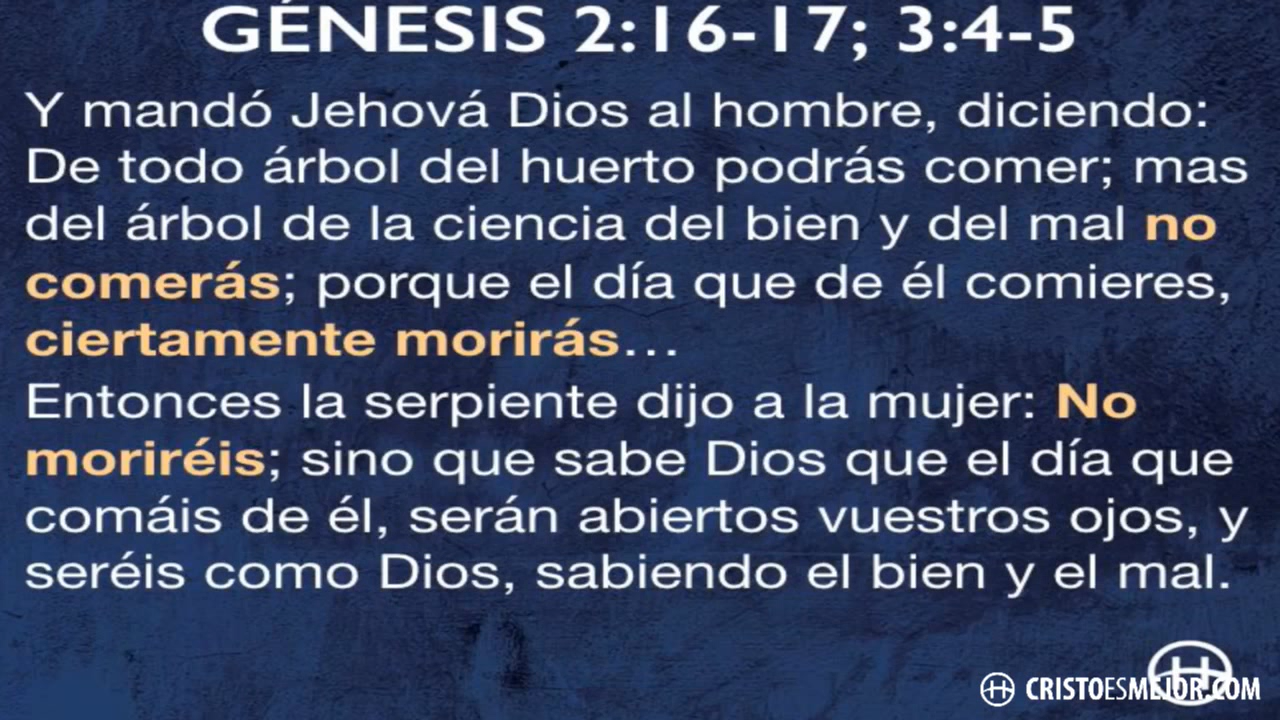 GÉNESIS 2:16-17; 3:4-5
Y mandó Jehová Dios al hombre, diciendo:
De todo árbol del huerto podrás comer; mas
del árbol de la ciencia del bien y del mal no
comerás; porque el día que de él comieres,
ciertamente morirás...
Entonces la serpiente dijo a la mujer: No
moriréis; sino que sabe Dios que el día que
comáis de él, serán abiertos vuestros ojos, y
seréis como Dios, sabiendo el bien y el mal.
CRISTOESMEJOR.COM